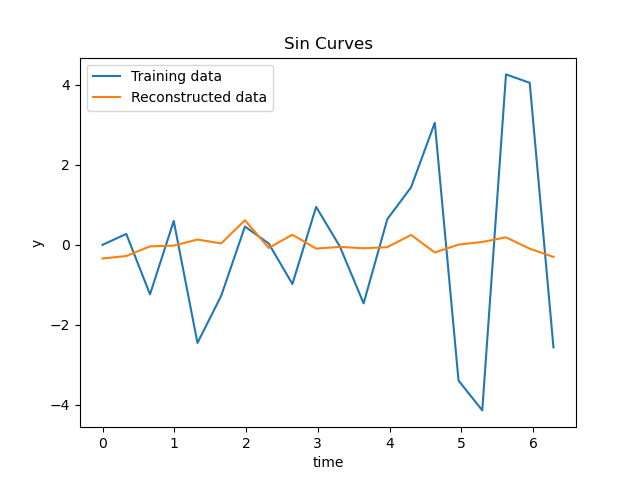 Sin Curves
Training data
Reconstructed data
4
2
0
−2
−4
y
0 1 2 3 4 5 6
time